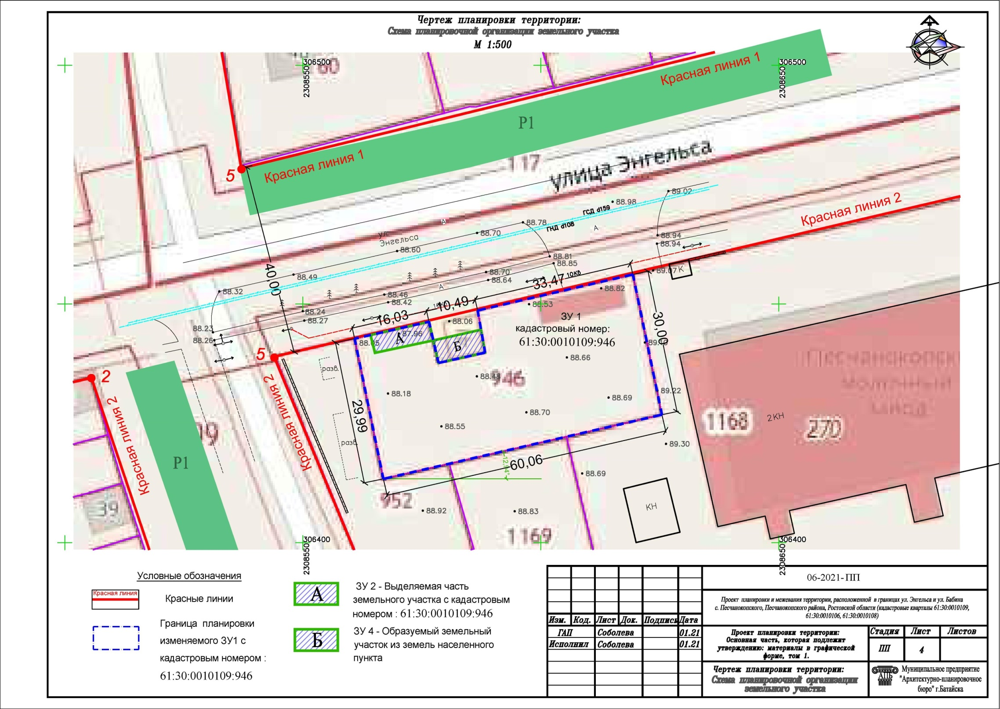 Чертеж планировки территории:
Схема планировочной организации земельного участка
М 1:500
306500
2308550
60
306500
2308650
Красная линия 1
Р1
Красная линия 1
5
117
улица Энгельса
89.02
88.98
ГСД d159
Красная линия 2
А
88.78
ГНД d108
А
88.70
ул.
Энгельса
88.94
88.94
88.60
88.81
88.85
40,00
88.49
88.70
88.64
33,47
10Кб
89.07
К
88.32
А
88.46
88.42
88.82
88.53
10,49
88.24
88.27
16,03
88.06
ЗУ 1
кадастровый номер:
61:30:0010109:946
30,00
88.23
88.26
88.05
87.96
А
Б
5
88.66
разб.
2
946
88.48
Красная линия 2
Красная линия 2
88.18
89.22
88.69
29,99
88.70
88.55
1168
2КН
270
разб.
89.30
Р1
12,94°
60,06
88.69
952
88.92
88.83
КН
39
1169
306400
2308550
306400
2308650
Условные обозначения
Красная линия
Красные линии
Граница планировки
изменяемого ЗУ1 с
кадастровым номером :
61:30:0010109:946
А
ЗУ 2 - Выделяемая часть
земельного участка с кадастровым
номером : 61:30:0010109:946
Б
ЗУ 4 - Образуемый земельный
участок из земель населенного
пункта
06-2021-ПП
Проект планировки и межевания территории, расположенной в границах ул. Энгельса и ул. Бабина
с. Песчанокопского, Песчанокопского района, Ростовской области (кадастровые кварталы 61:30:0010109,
61:30:0010106, 61:30:0010108)
Изм. Код. Лист Док. Подпись Дата
ГАП Соболева 01.21
Исполнил Соболева 01.21
Проект планировки территории:
Основная часть, которая подлежит
утверждению: материалы в графической
форме, том 1.
Стадия Лист Листов
ПП 4
Чертеж планировки территории:
Схема планировочной организации
земельного участка
АПБ
Муниципальное предприятие
"Архитектурно-планировочное
бюро" г.Батайска